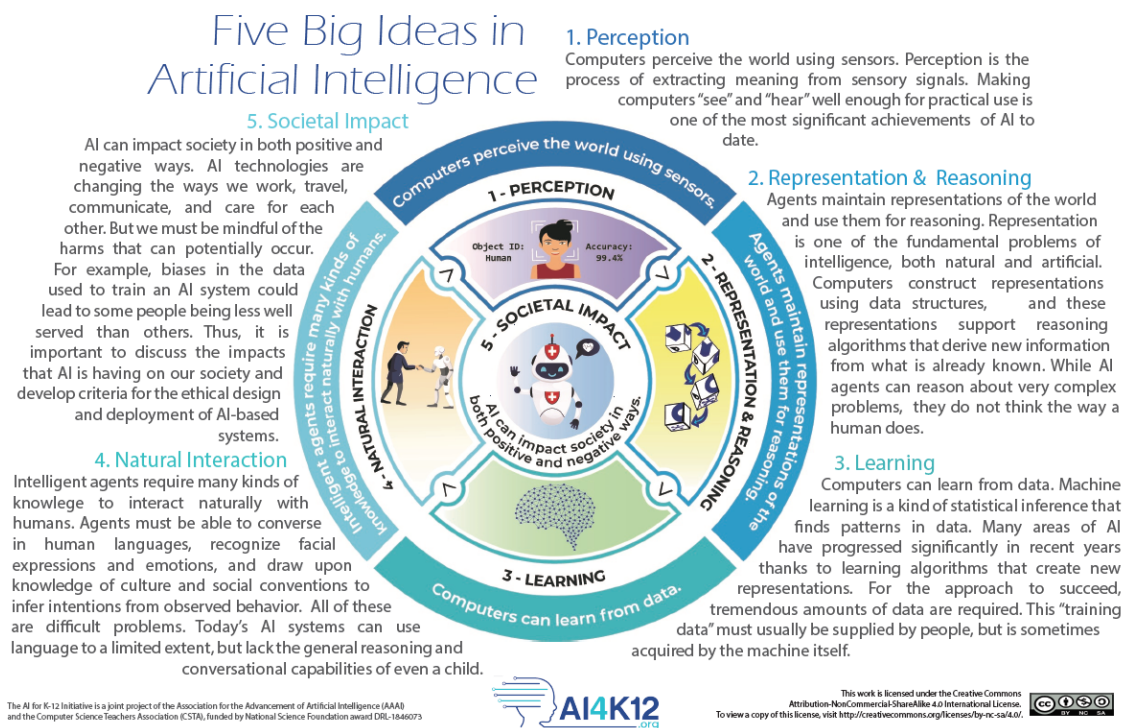 Five Big Ideas in
Artificial Intelligence
1. Perception
Computers perceive the world using sensors. Perception is the
process of extracting meaning from sensory signals. Making
computers “see” and “hear” well enough for practical use is
one of the most significant achievements of AI to
date.
2. Representation & Reasoning
Agents maintain representations of the world
and use them for reasoning. Representation
is one of the fundamental problems of
intelligence, both natural and artificial.
Computers construct representations
using data structures, and these
representations support reasoning
algorithms that derive new information
from what is already known. While AI
agents can reason about very complex
problems, they do not think the way a
human does.
3. Learning
Computers can learn from data. Machine
learning is a kind of statistical inference that
finds patterns in data. Many areas of AI
have progressed significantly in recent years
thanks to learning algorithms that create new
representations. For the approach to succeed,
tremendous amounts of data are required. This “training
data” must usually be supplied by people, but is sometimes
acquired by the machine itself.
4. Natural Interaction
Intelligent agents require many kinds of
knowlege to interact naturally with
humans. Agents must be able to converse
in human languages, recognize facial
expressions and emotions, and draw upon
knowledge of culture and social conventions to
infer intentions from observed behavior. All of these
are difficult problems. Today’s AI systems can use
language to a limited extent, but lack the general reasoning and
conversational capabilities of even a child.
5. Societal Impact
AI can impact society in both positive and
negative ways. AI technologies are
changing the ways we work, travel,
communicate, and care for each
other. But we must be mindful of the
harms that can potentially occur.
For example, biases in the data
used to train an AI system could
lead to some people being less well
served than others. Thus, it is
important to discuss the impacts
that AI is having on our society and
develop criteria for the ethical design
and deployment of AI-based
systems.
Computers perceive the world using sensors.
1 - PERCEPTION
Object ID:
Human
Accuracy:
99.4%
Agents maintain representations of the
world and use them for reasoning.
2 - REPRESENTATION & REASONING
3 - LEARNING
Computers can learn from data.
Intelligent agents require many kinds of
knowledge to interact naturally with humans.
4 - NATURAL INTERACTION
5 - SOCIETAL IMPACT
AI can impact society in
both positive and negative ways.
The AI for K-12 Initiative is a joint project of the Association for the Advancement of Artificial Intelligence (AAAI)
and the Computer Science Teachers Association (CSTA), funded by National Science Foundation award DRL-1846073
AI4K12
.org
This work is licensed under the Creative Commons
Attribution-NonCommercial-ShareAlike 4.0 International License.
To view a copy of this license, visit http://creativecommons.org/licenses/by-nc-sa/4.0/.
cc
BY NC SA